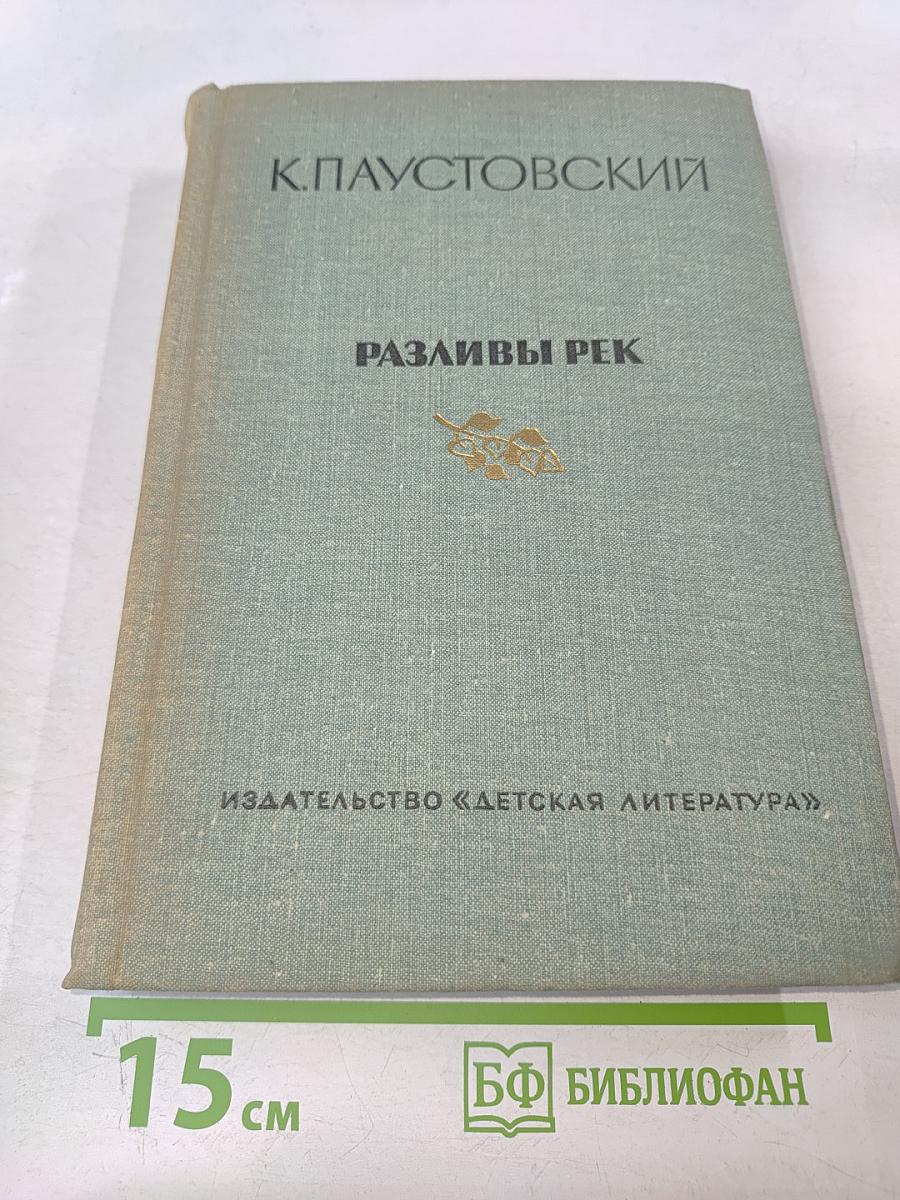 К.ПАУСТОВСКИЙ
РАЗЛИВЫ РЕК
ИЗДАТЕЛЬСТВО «ДЕТСКАЯ ЛИТЕРАТУРА»
15 см
БФ БИБЛИОФАН